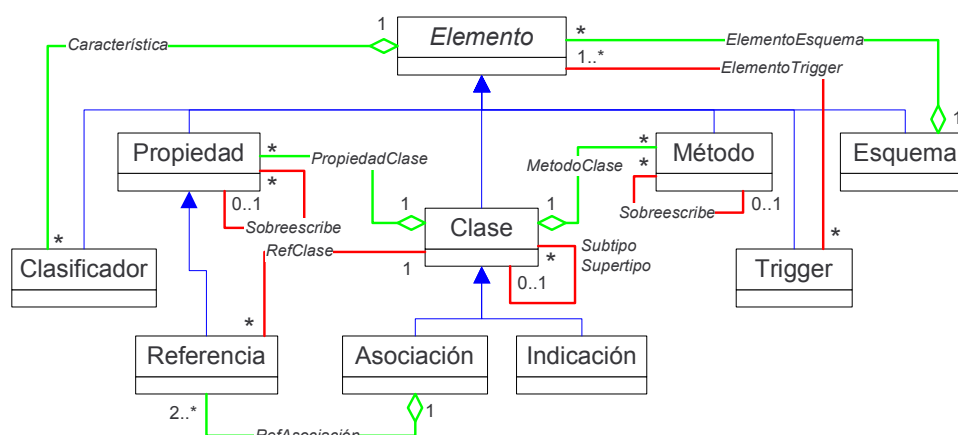 1
Característica
Elemento
*
ElementoEsquema
1..*
ElementoTrigger
1
Propiedad
*
PropiedadClase
*
*
MetodoClase
*
Método
Esquema
0..1
Sobreescribe
1
1
Clase
Sobreescribe
0..1
*
Clasificador
RefClase
1
*
0..1
Subtipo
Supertipo
*
Trigger
*
Referencia
Asociación
Indicación
2..*
1
RefAsociación